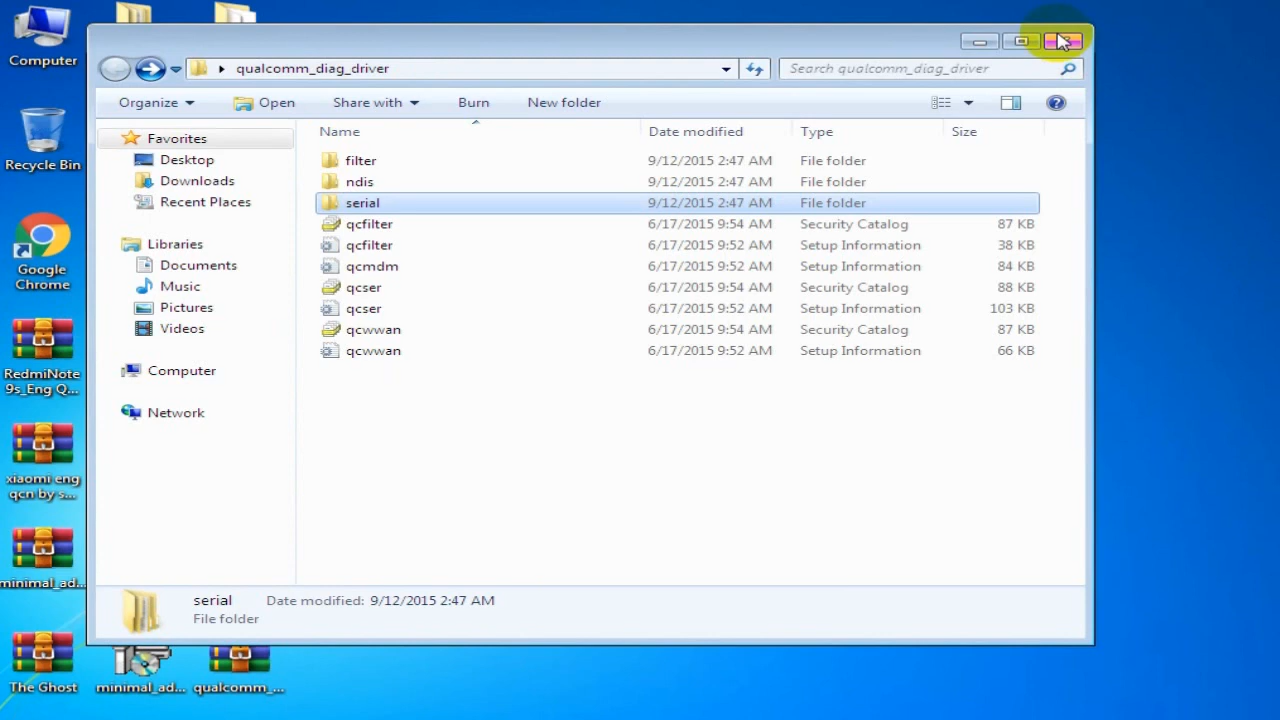 Computer
Recycle Bin
Google
Chrome
RedmiNote
9s_Eng Q...
xiaomi eng
qcn by s...
minimal_ad...
The Ghost
minimal_ad...
qualcomm_...
qualcomm_diag_driver
Search qualcomm_diag_driver
Organize
Open
Share with
Burn
New folder
Favorites
Desktop
Downloads
Recent Places
Libraries
Documents
Music
Pictures
Videos
Computer
Network
Name Date modified Type Size
filter 9/12/2015 2:47 AM File folder
ndis 9/12/2015 2:47 AM File folder
serial 9/12/2015 2:47 AM File folder
qcfilter 6/17/2015 9:54 AM Security Catalog 87 KB
qcfilter 6/17/2015 9:52 AM Setup Information 38 KB
qcmdm 6/17/2015 9:52 AM Setup Information 84 KB
qcser 6/17/2015 9:54 AM Security Catalog 88 KB
qcser 6/17/2015 9:52 AM Setup Information 103 KB
qcwwan 6/17/2015 9:54 AM Security Catalog 87 KB
qcwwan 6/17/2015 9:52 AM Setup Information 66 KB
serial Date modified: 9/12/2015 2:47 AM
File folder